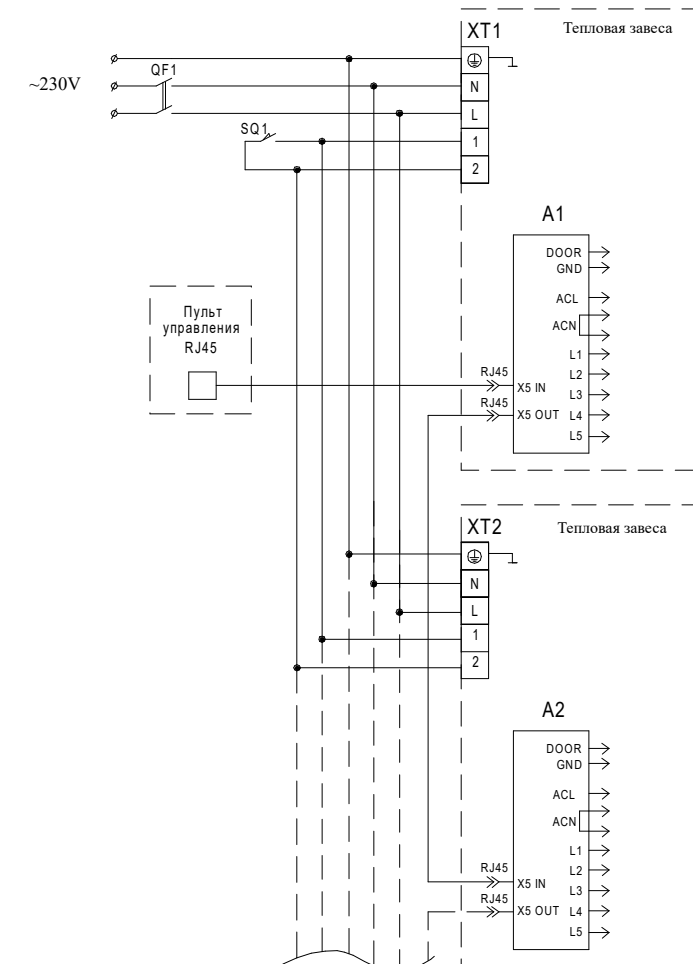 XT1
Тепловая завеса
QF1
~230V
N
L
SQ1
1
2
A1
DOOR
GND
Пульт
управления
RJ45
ACL
ACN
L1
RJ45
L2
X5 IN
L3
RJ45
X5 OUT
L4
L5
XT2
Тепловая завеса
N
L
1
2
A2
DOOR
GND
ACL
ACN
L1
RJ45
L2
X5 IN
L3
RJ45
X5 OUT
L4
L5